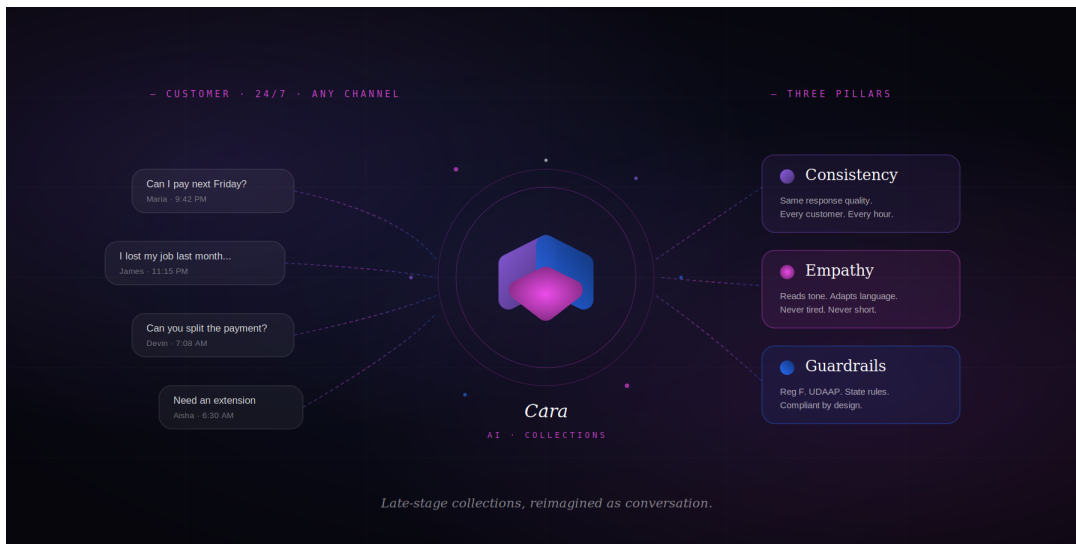 — CUSTOMER · 24/7 · ANY CHANNEL
Can I pay next Friday?
Maria · 9:42 PM
I lost my job last month...
James · 11:15 PM
Can you split the payment?
Devin · 7:08 AM
Need an extension
Aisha · 6:30 AM
Cara
AI · COLLECTIONS
— THREE PILLARS
Consistency
Same response quality.
Every customer. Every hour.
Empathy
Reads tone. Adapts language.
Never tired. Never short.
Guardrails
Reg F. UDAAP. State rules.
Compliant by design.
Late-stage collections, reimagined as conversation.